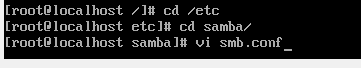 [root@localhost /]# cd /etc
[root@localhost etc]# cd samba/
[root@localhost samba]# vi smb.conf_